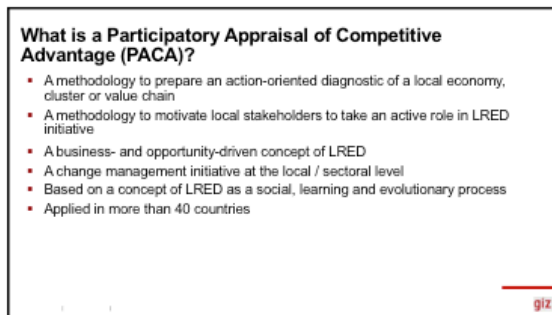 What is a Participatory Appraisal of Competitive
Advantage (PACA)?
▪ A methodology to prepare an action-oriented diagnostic of a local economy,
cluster or value chain
▪ A methodology to motivate local stakeholders to take an active role in LRED
initiative
▪ A business- and opportunity-driven concept of LRED
▪ A change management initiative at the local / sectoral level
▪ Based on a concept of LRED as a social, learning and evolutionary process
▪ Applied in more than 40 countries
giz